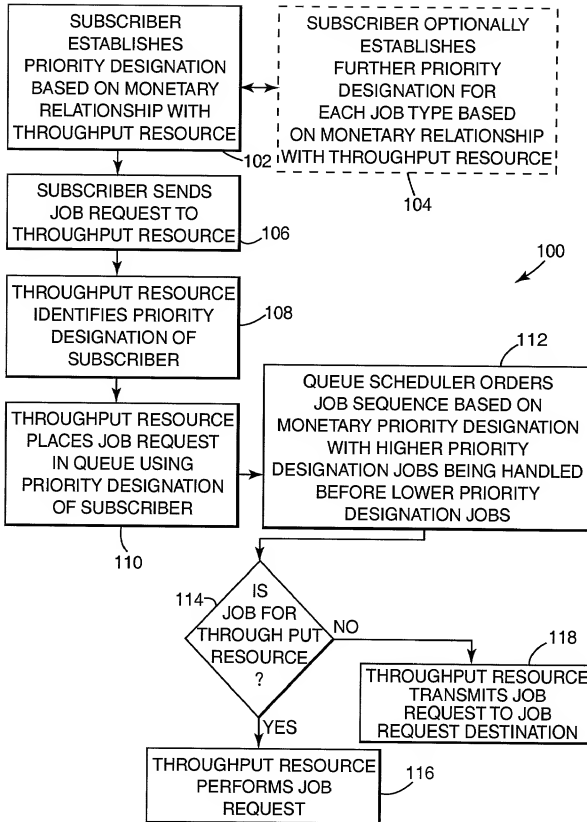 SUBSCRIBER
ESTABLISHES
PRIORITY DESIGNATION
BASED ON MONETARY
RELATIONSHIP WITH
THROUGHPUT RESOURCE
102
SUBSCRIBER OPTIONALLY
ESTABLISHES
FURTHER PRIORITY
DESIGNATION FOR
EACH JOB TYPE BASED
ON MONETARY RELATIONSHIP
WITH THROUGHPUT RESOURCE
104
SUBSCRIBER SENDS
JOB REQUEST TO
THROUGHPUT RESOURCE
106
100
THROUGHPUT RESOURCE
IDENTIFIES PRIORITY
DESIGNATION OF
SUBSCRIBER
108
THROUGHPUT RESOURCE
PLACES JOB REQUEST
IN QUEUE USING
PRIORITY DESIGNATION
OF SUBSCRIBER
110
112
QUEUE SCHEDULER ORDERS
JOB SEQUENCE BASED ON
MONETARY PRIORITY DESIGNATION
WITH HIGHER PRIORITY
DESIGNATION JOBS BEING HANDLED
BEFORE LOWER PRIORITY
DESIGNATION JOBS
114
IS
JOB FOR
THROUGH PUT
RESOURCE
?
NO
YES
118
THROUGHPUT RESOURCE
TRANSMITS JOB
REQUEST TO JOB
REQUEST DESTINATION
THROUGHPUT RESOURCE
PERFORMS JOB
REQUEST
116